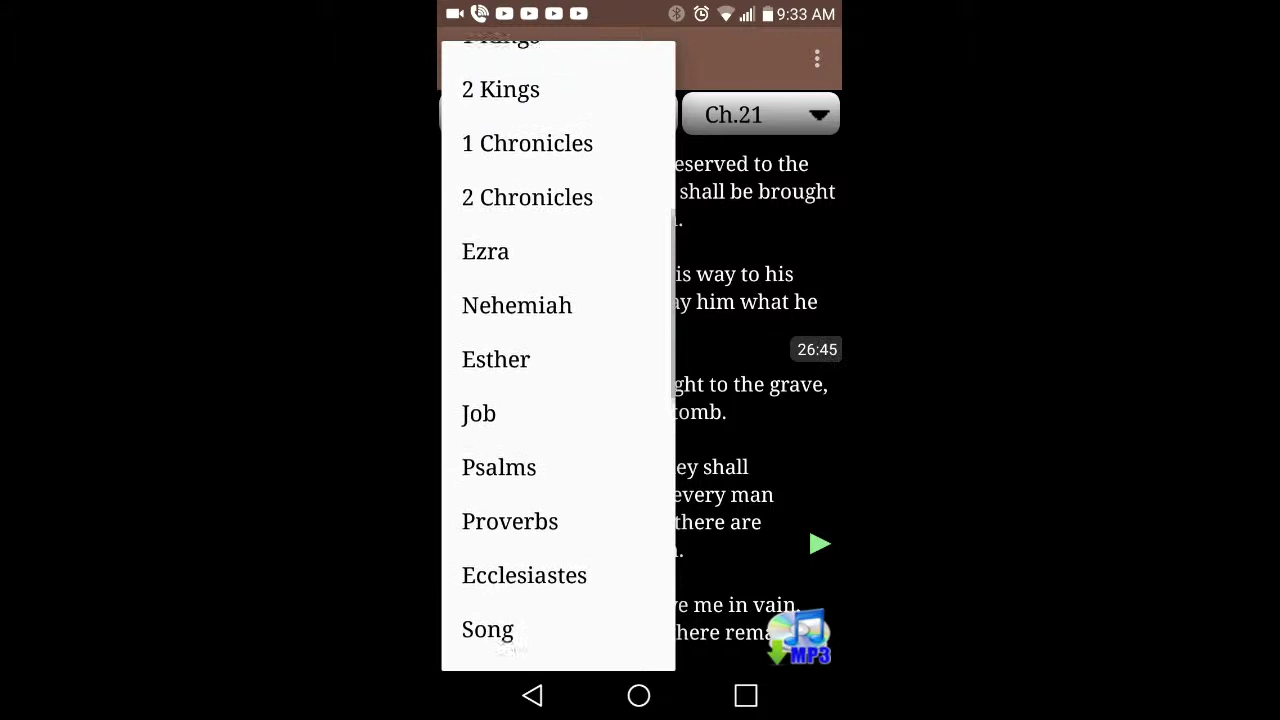 9:33 AM
2 Kings
1 Chronicles
2 Chronicles
Ezra
Nehemiah
Esther
Job
Psalms
Proverbs
Ecclesiastes
Song
Ch.21
eserved to the
shall be brought
is way to his
ay him what he
26:45
ght to the grave,
tomb.
ey shall
every man
there are
me in vain,
here
MP3